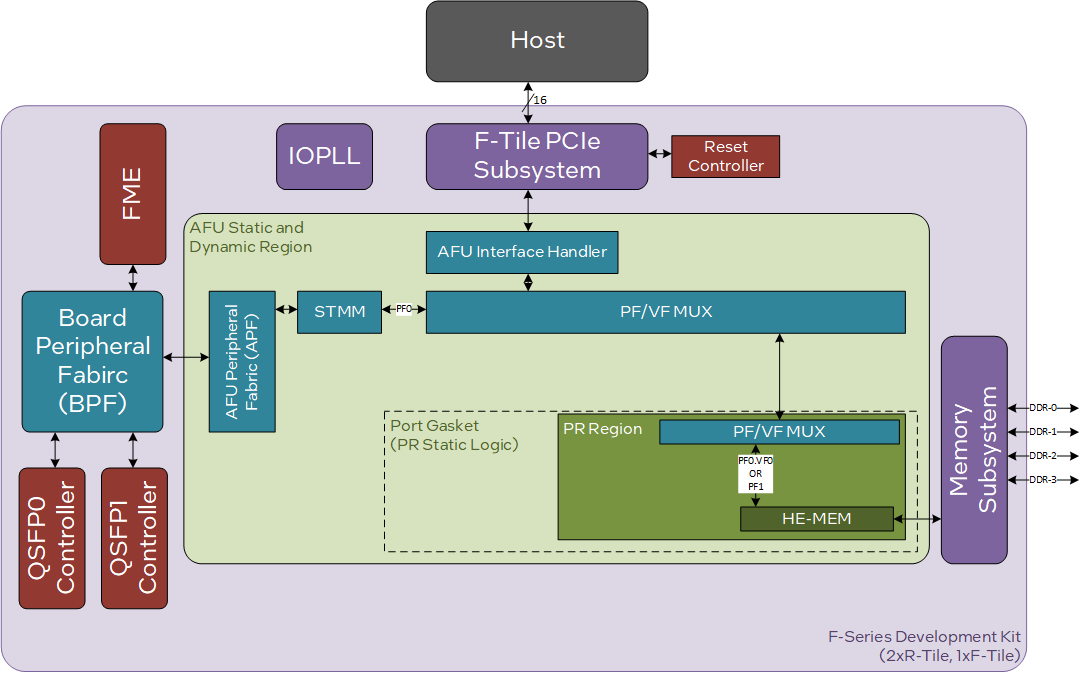 Host
16
F-Tile PCIe
Subsystem
IOPLL
Reset
Controller
FME
AFU Static and
Dynamic Region
AFU Interface Handler
Board
Peripheral
Fabirc
(BPF)
AFU Peripheral
Fabric (APF)
STMM
PF0
PF/VF MUX
Memory
Subsystem
DDR-0
DDR-1
DDR-2
DDR-3
Port Gasket
(PR Static Logic)
PR Region
PF/VF MUX
PF0.VF0
OR
PF1
HE-MEM
QSFP0
Controller
QSFP1
Controller
F-Series Development Kit
(2xR-Tile, 1xF-Tile)